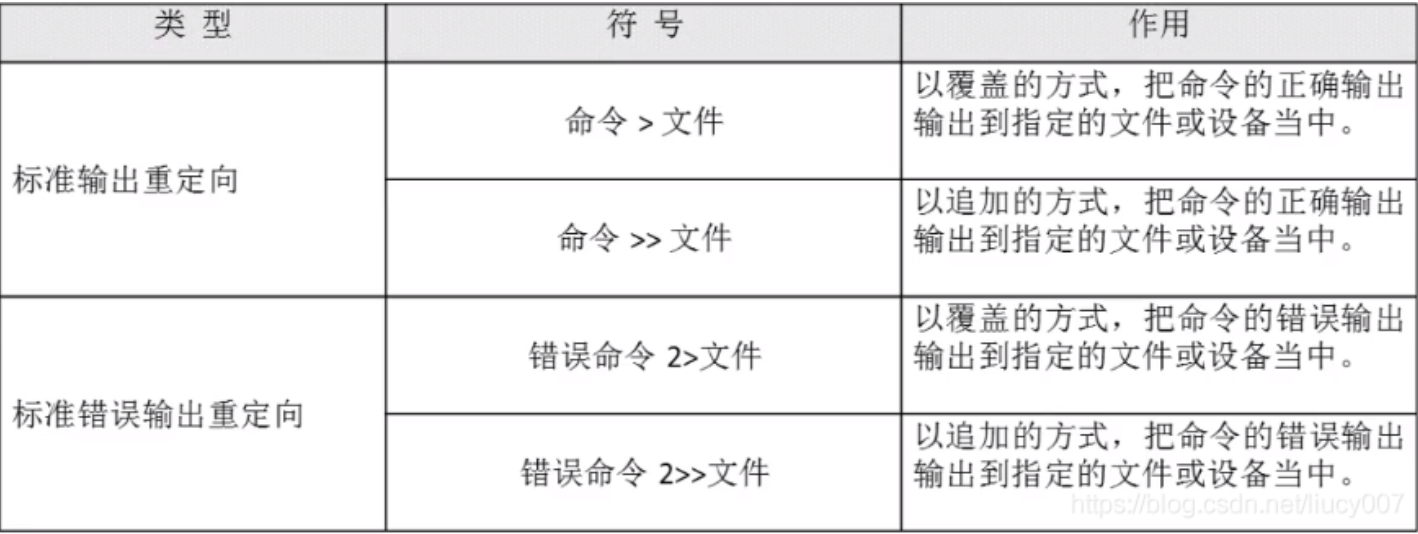 类 型
符 号
作用
标准输出重定向
命令 > 文件
以覆盖的方式，把命令的正确输出
输出到指定的文件或设备当中。
命令 >> 文件
以追加的方式，把命令的正确输出
输出到指定的文件或设备当中。
标准错误输出重定向
错误命令 2>文件
以覆盖的方式，把命令的错误输出
输出到指定的文件或设备当中。
错误命令 2>>文件
以追加的方式，把命令的错误输出
输出到指定的文件或设备当中。
https://blog.csdn.net/liucy007